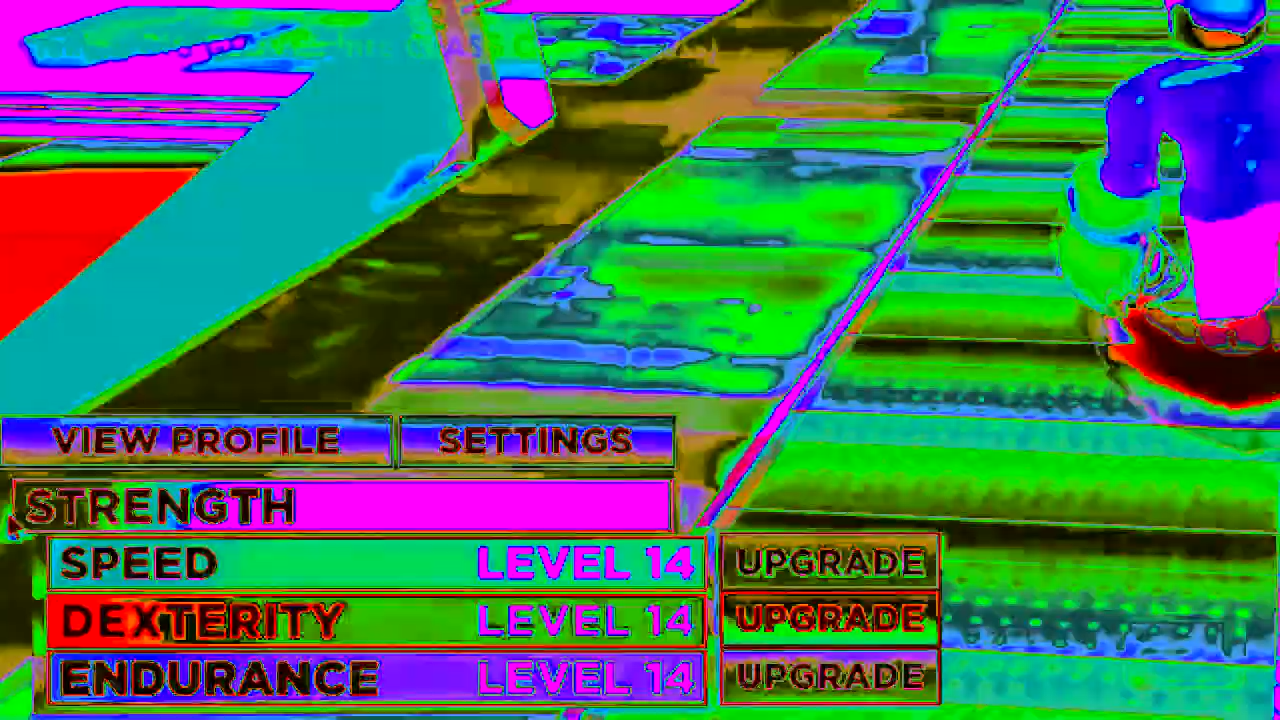 VIEW PROFILE SETTINGS
STRENGTH
SPEED LEVEL 14 UPGRADE
DEXTERITY LEVEL 14 UPGRADE
ENDURANCE LEVEL 14 UPGRADE